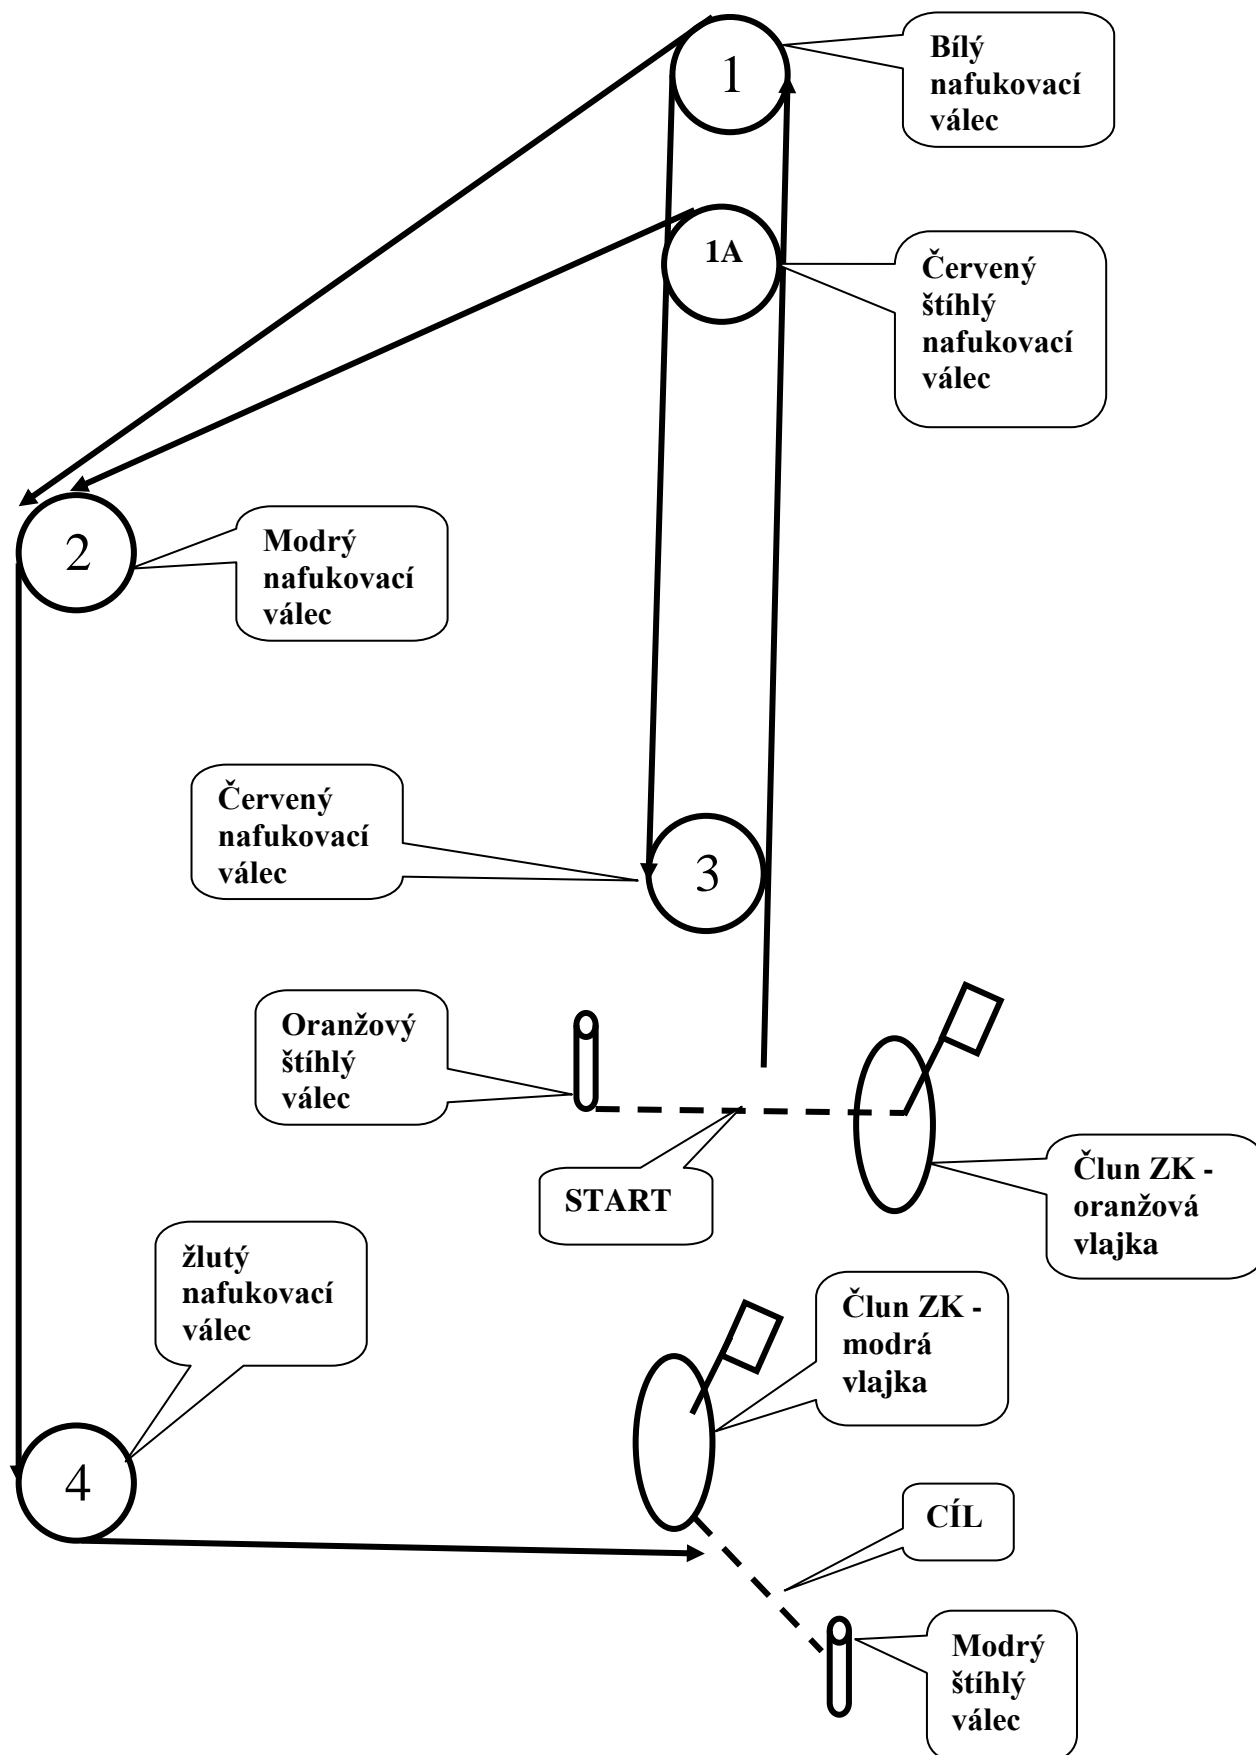 1
Bílý
nafukovací
válec
1A
Červený
štíhlý
nafukovací
válec
2
Modrý
nafukovací
válec
Červený
nafukovací
válec
3
Oranžový
štíhlý
válec
START
Člun ZK -
oranžová
vlajka
žlutý
nafukovací
válec
Člun ZK -
modrá
vlajka
4
CÍL
Modrý
štíhlý
válec